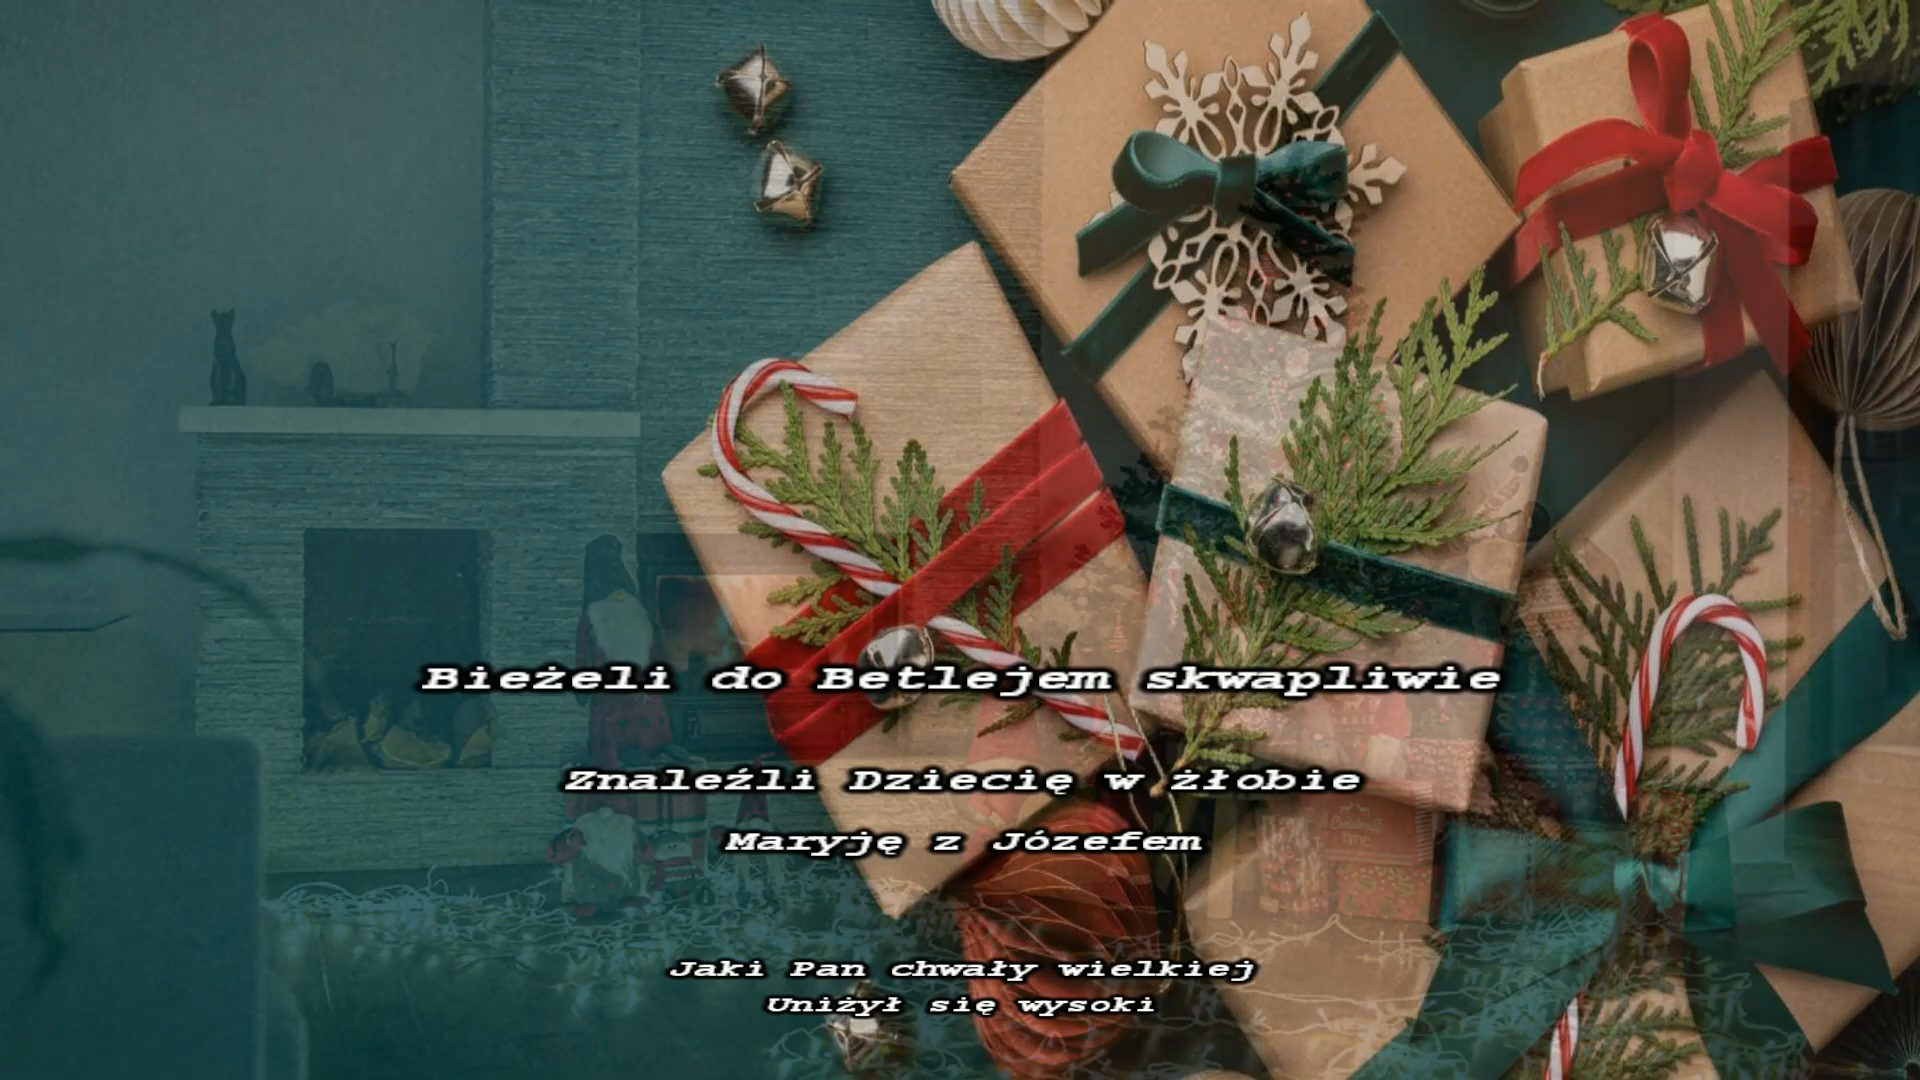 Bieżeli do Betlejem skwapliwie
Znaleźli Dziecię w żłobie
Maryję z Józefem
Jaki Pan chwały wielkiej
Uniżył się wysoki